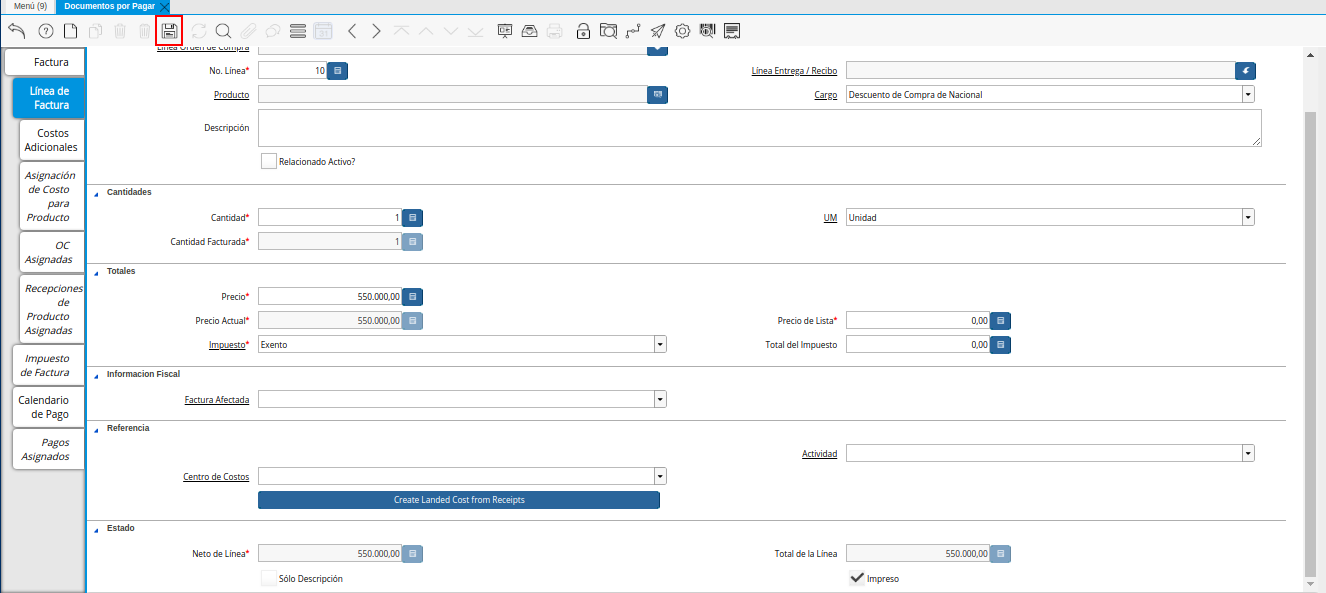 Menú (9)
Documentos por Pagar
Factura
Línea de
Factura
Costos
Adicionales
Asignación
de Costo
para
Producto
OC
Asignadas
Recepciones
de
Producto
Asignadas
Impuesto
de Factura
Calendario
de Pago
Pagos
Asignados
Línea Orden de Compra
No. Línea*
10
Línea Entrega / Recibo
Producto
Cargo
Descuento de Compra de Nacional
Descripción
Relacionado Activo?
Cantidades
Cantidad*
1
UM
Unidad
Cantidad Facturada*
1
Totales
Precio*
550.000,00
Precio Actual*
550.000,00
Precio de Lista*
0,00
Impuesto*
Exento
Total del Impuesto
0,00
Informacion Fiscal
Factura Afectada
Referencia
Actividad
Centro de Costos
Create Landed Cost from Receipts
Estado
Neto de Línea*
550.000,00
Total de la Línea
550.000,00
Sólo Descripción
Impreso